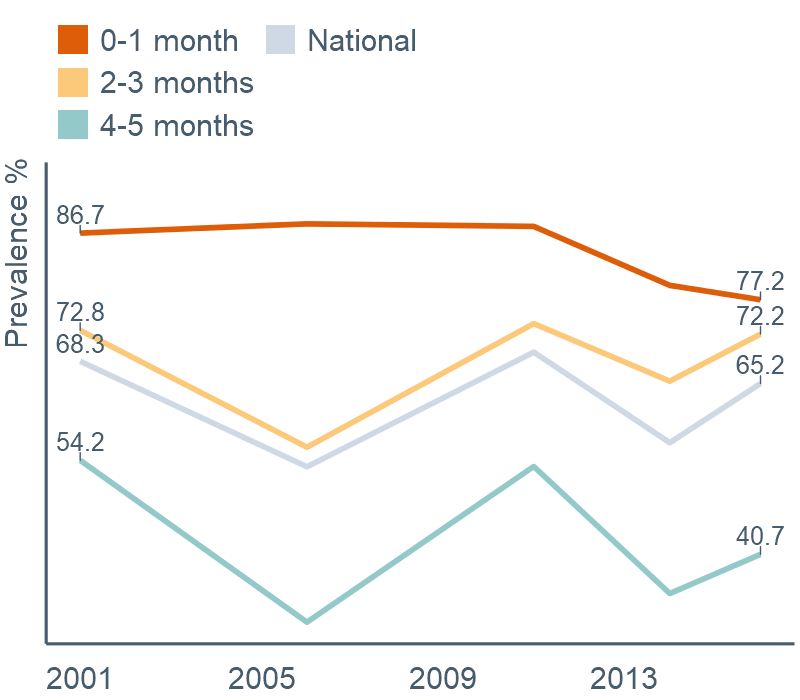 0-1 month National
2-3 months
4-5 months
Prevalence %
86.7
72.8
68.3
54.2
77.2
72.2
65.2
40.7
2001 2005 2009 2013